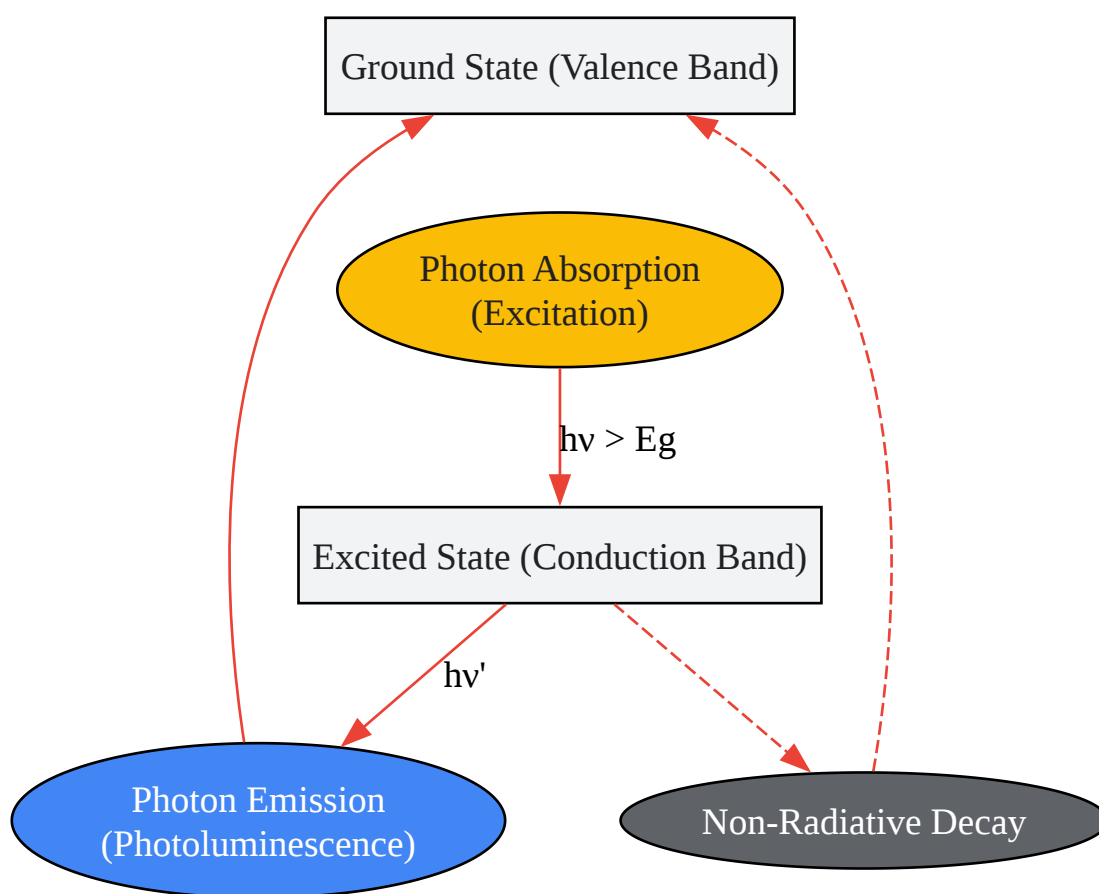 Ground State (Valence Band)
Photon Absorption
(Excitation)
hν > Eg
Excited State (Conduction Band)
hν'
Photon Emission
(Photoluminescence)
Non-Radiative Decay